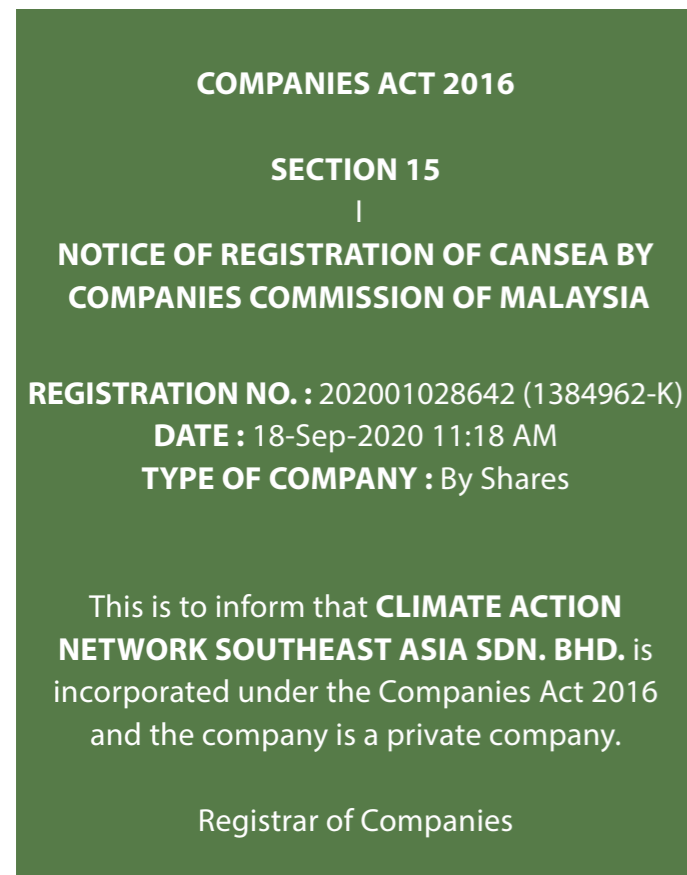 COMPANIES ACT 2016
SECTION 15
|
NOTICE OF REGISTRATION OF CANSEA BY
COMPANIES COMMISSION OF MALAYSIA
REGISTRATION NO. : 202001028642 (1384962-K)
DATE : 18-Sep-2020 11:18 AM
TYPE OF COMPANY : By Shares
This is to inform that CLIMATE ACTION
NETWORK SOUTHEAST ASIA SDN. BHD. is
incorporated under the Companies Act 2016
and the company is a private company.
Registrar of Companies